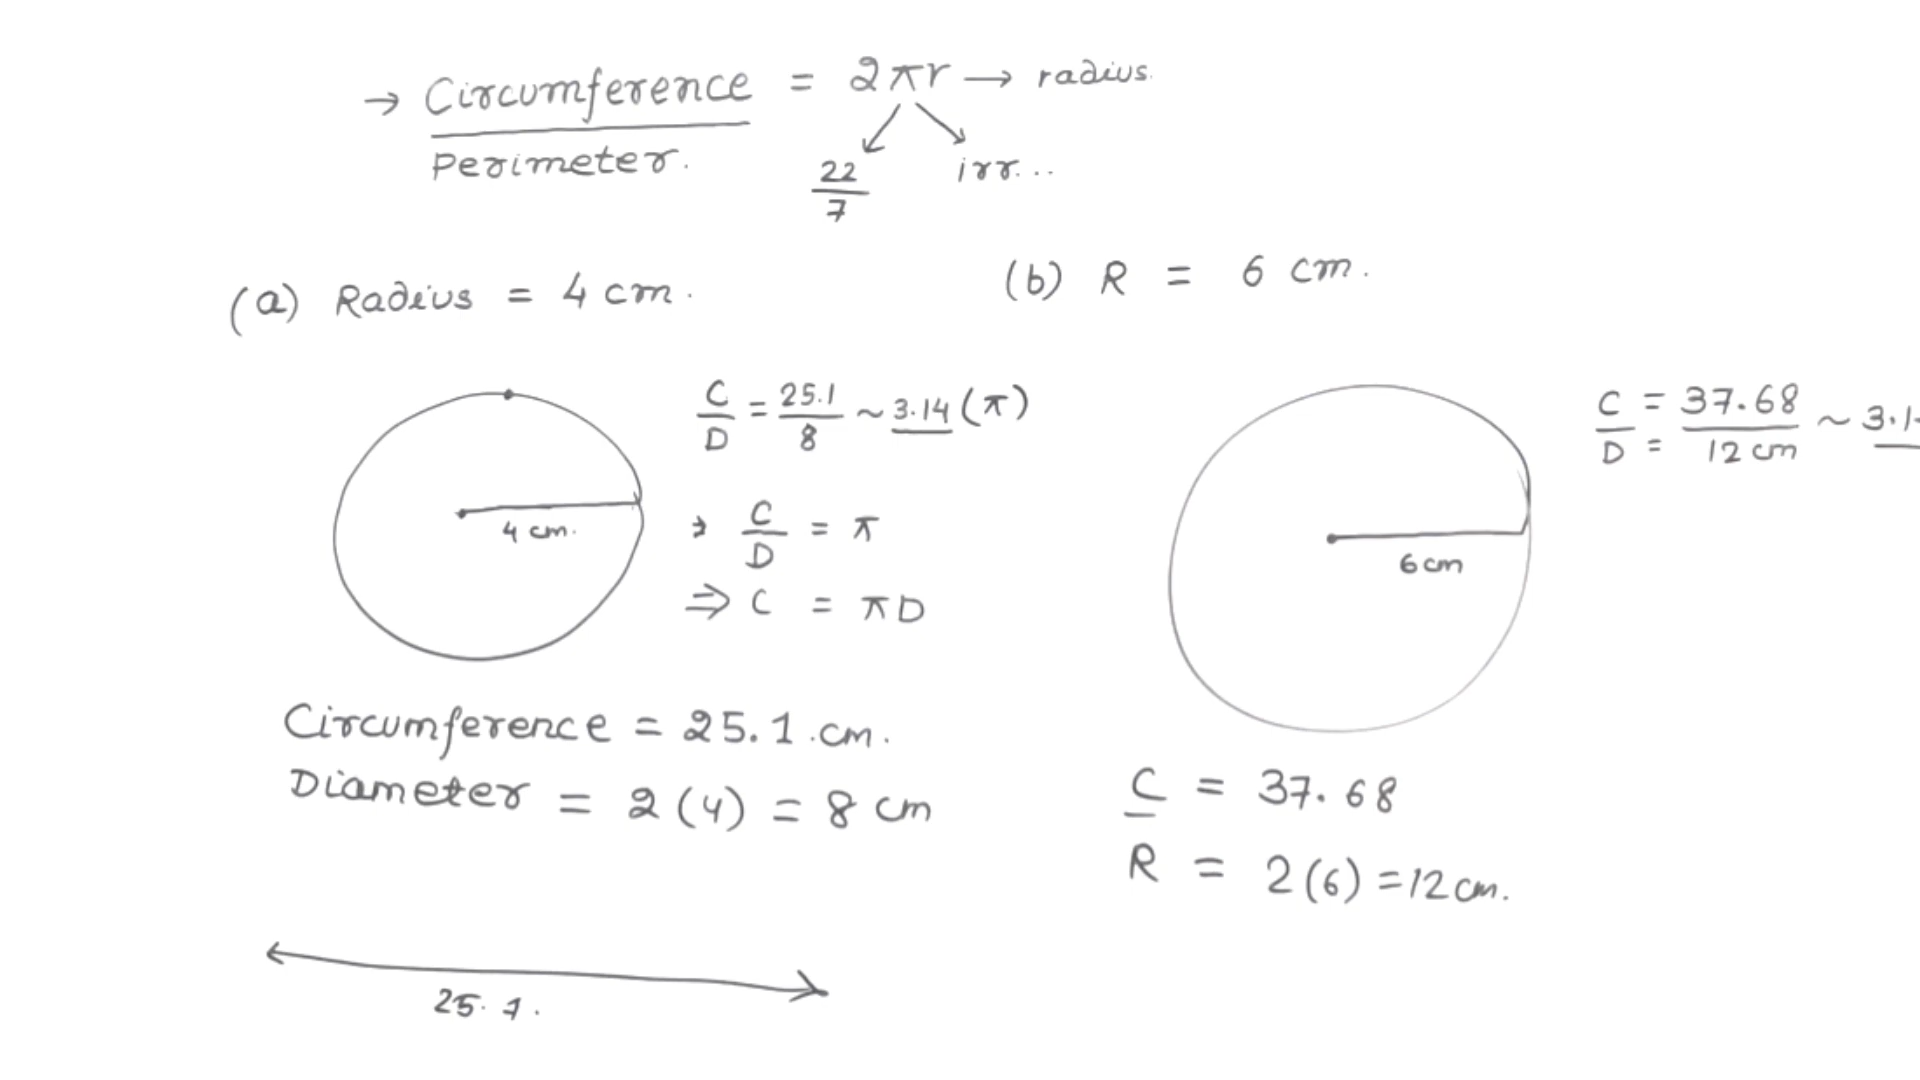 → Circumference = 2πr → radius.
Perimeter.
22/7 irr...
(a) Radius = 4 cm.
(b) R = 6 cm.
C/D = 25.1/8 ~ 3.14 (π)
4 cm.
⇒ C/D = π
⇒ C = πD
Circumference = 25.1 .cm.
Diameter = 2 (4) = 8 cm
25.1.
C/D = = 37.68/12 cm ~ 3.1
6 cm
C = 37.68
R = 2(6) = 12 cm.